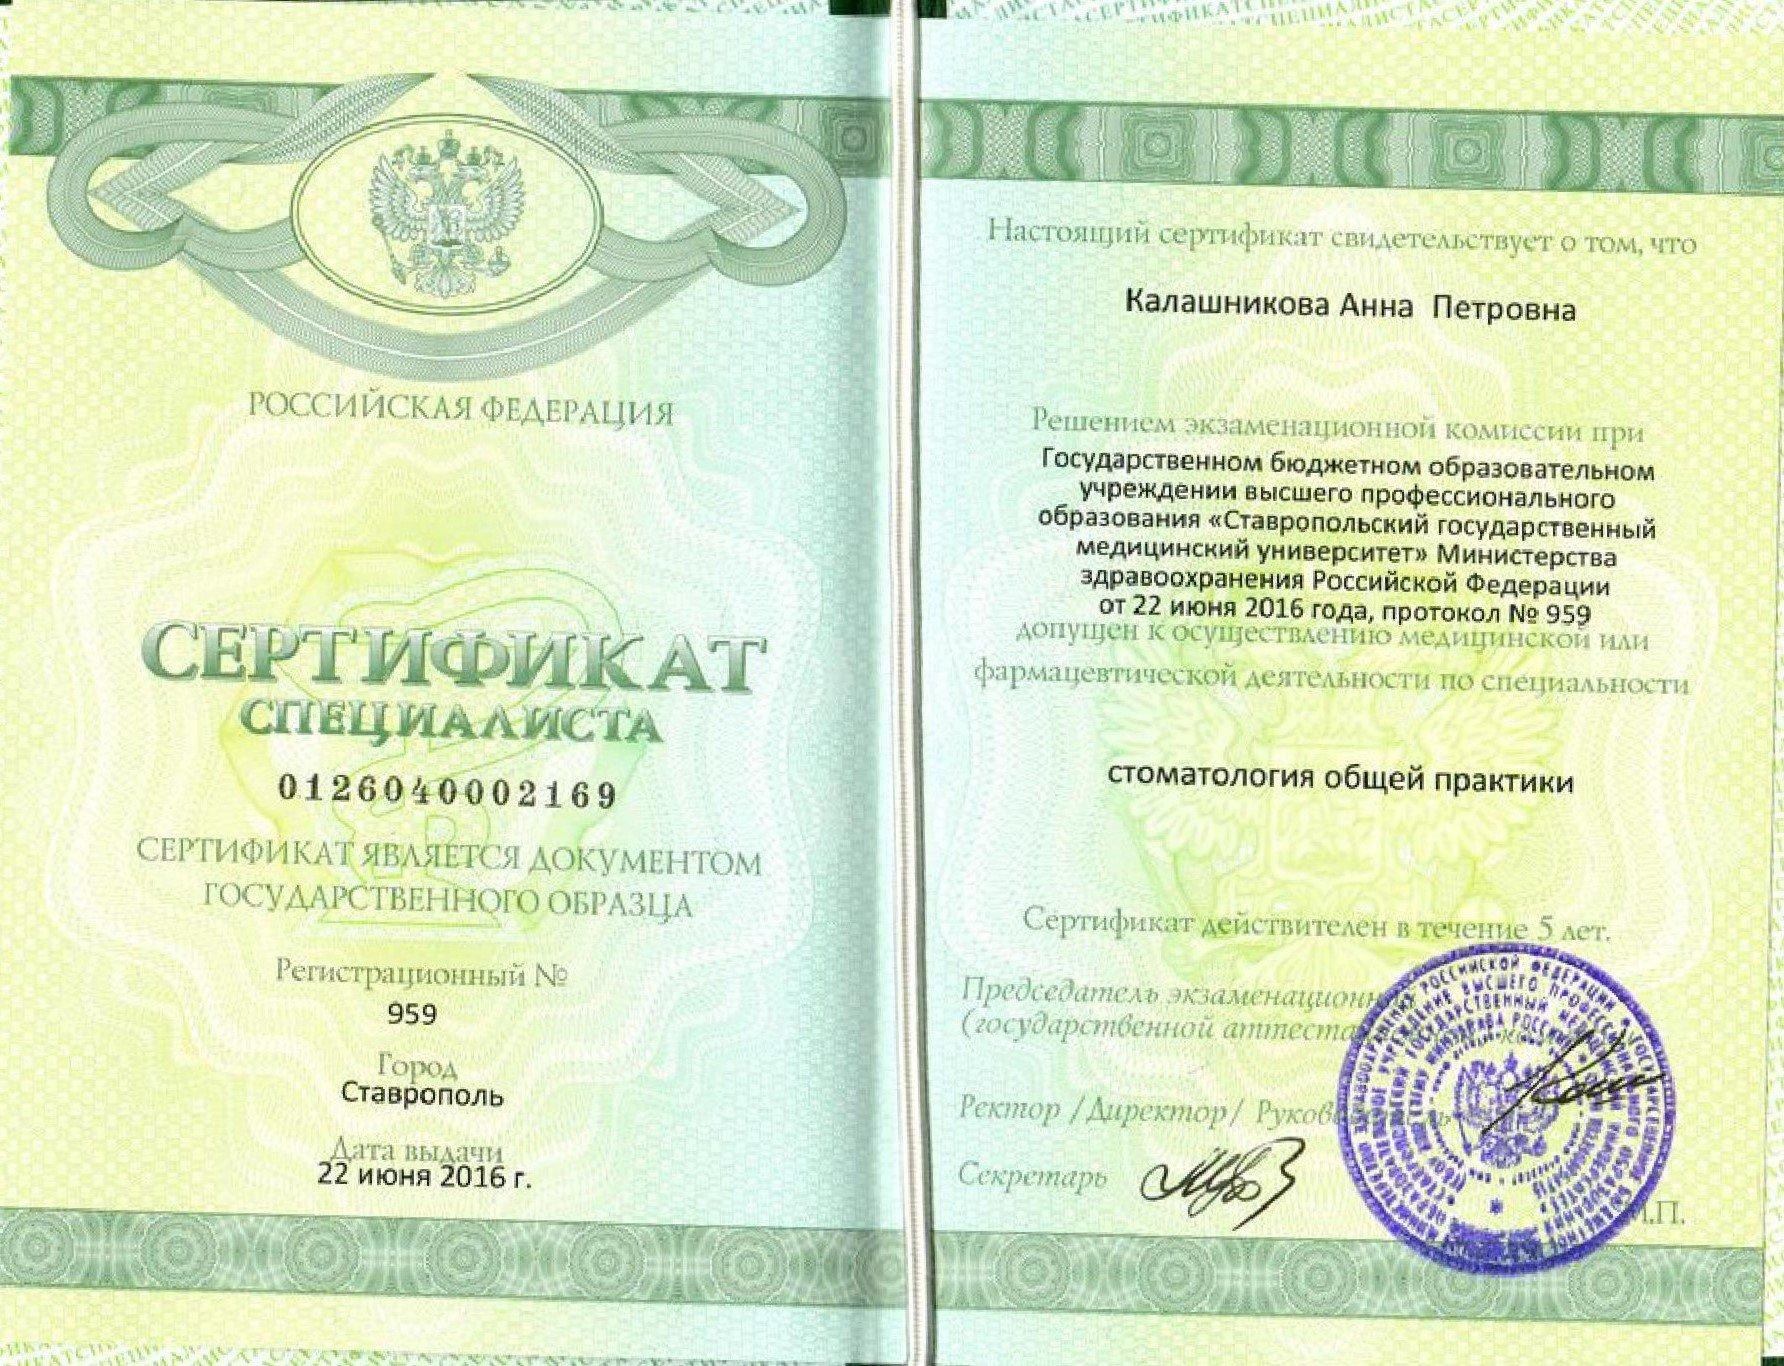 РОССИЙСКАЯ ФЕДЕРАЦИЯ
СЕРТИФИКАТ
СПЕЦИАЛИСТА
0126040002169
СЕРТИФИКАТ ЯВЛЯЕТСЯ ДОКУМЕНТОМ
ГОСУДАРСТВЕННОГО ОБРАЗЦА
Регистрационный №
959
Город
Ставрополь
Дата выдачи
22 июня 2016 г.
Настоящий сертификат свидетельствует о том, что
Калашникова Анна Петровна
Решением экзаменационной комиссии при
Государственном бюджетном образовательном
учреждении высшего профессионального
образования «Ставропольский государственный
медицинский университет» Министерства
здравоохранения Российской Федерации
от 22 июня 2016 года, протокол № 959
допущен к осуществлению медицинской или
фармацевтической деятельности по специальности
стоматология общей практики
Сертификат действителен в течение 5 лет.
Председатель экзаменационн
(государственной аттеста
Ректор /Директор/ Руков
Секретарь
М.П.